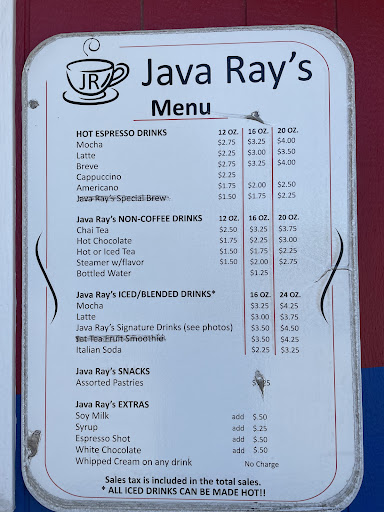 JR
Java Ray's
Menu
HOT ESPRESSO DRINKS 12 OZ. 16 OZ. 20 OZ.
Mocha $2.75 $3.25 $4.00
Latte $2.25 $3.00 $3.50
Breve $2.75 $3.25 $4.00
Cappuccino $2.25
Americano $1.75 $2.00 $2.50
Java Ray's Special Brew $1.50 $1.75 $2.25
Java Ray's NON-COFFEE DRINKS 12 OZ. 16 OZ. 20 OZ.
Chai Tea $2.50 $3.25 $3.75
Hot Chocolate $1.75 $2.25 $3.00
Hot or Iced Tea $1.50 $1.75 $2.25
Steamer w/flavor $1.50 $2.00 $2.75
Bottled Water $1.25
Java Ray's ICED/BLENDED DRINKS* 16 OZ. 24 OZ.
Mocha $3.25 $4.25
Latte $3.00 $3.75
Java Ray's Signature Drinks (see photos) $3.50 $4.50
Tea Fruit Smoothie $3.50 $4.25
Italian Soda $2.25 $3.25
Java Ray's SNACKS
Assorted Pastries
Java Ray's EXTRAS
Soy Milk add $.50
Syrup add $.25
Espresso Shot add $.50
White Chocolate add $.50
Whipped Cream on any drink No Charge
Sales tax is included in the total sales.
* ALL ICED DRINKS CAN BE MADE HOT!!